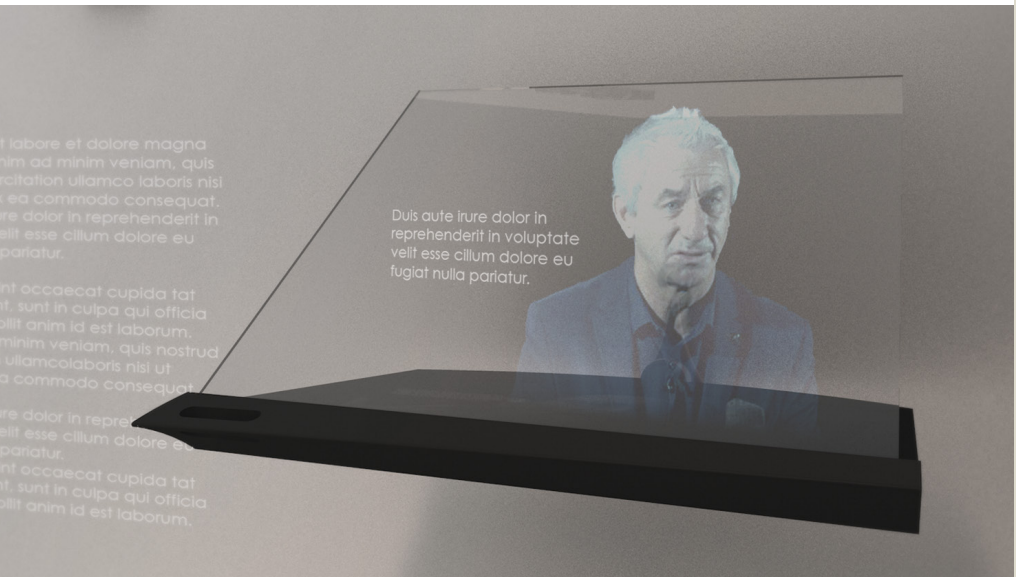 labore et dalore magna
ad minim veniam, quis
ullamco laboris nisi
ea commodo consequat.
dolor in reprehenderit in
esse cillum dolore eu
pariatur.
occaecat cupida tat
sunt in culpa qui officia
anim id est laborum.
minim veniam, quis nostrud
ullamcolaboris nisi ut
commodo consequat
dolor in
esse cillum dolore
pariatur.
occaecat cupida tat
sunt in culpa qui officia
anim id est laborum.
Duis aute irure dolor in
reprehenderit in voluptate
velit esse cillum dolore eu
fugiat nulla pariatur.